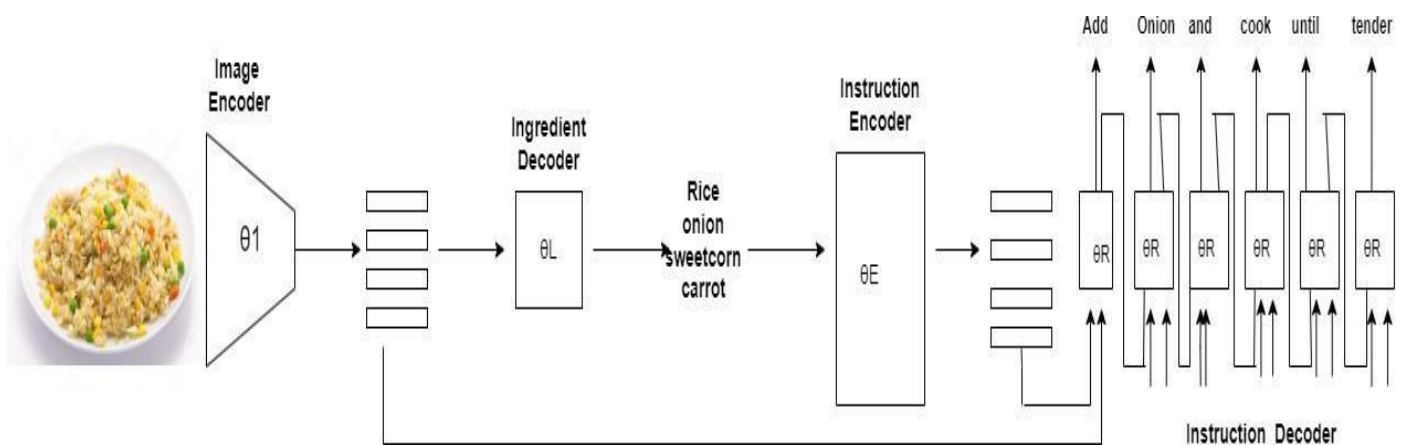 Image
Encoder
θ1
Ingredient
Decoder
θL
Rice
onion
sweetcorn
carrot
Instruction
Encoder
θE
Add Onion and cook until tender
θR θR θR θR θR θR
Instruction Decoder